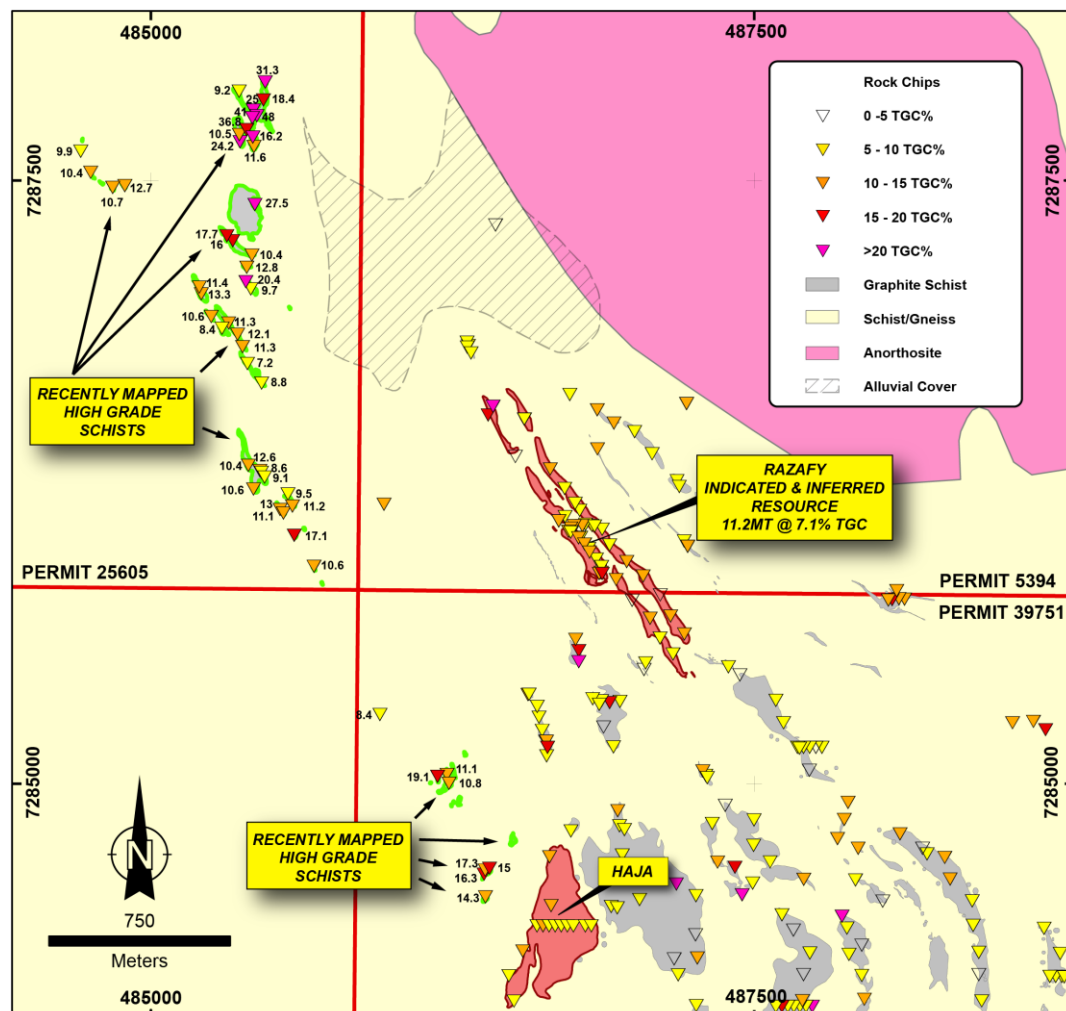 485000
487500
Rock Chips
0 -5 TGC%
5 - 10 TGC%
10 - 15 TGC%
15 - 20 TGC%
>20 TGC%
Graphite Schist
Schist/Gneiss
Anorthosite
Alluvial Cover
7287500
7287500
31.3
9.2
25
18.4
41
48
36.8
10.5
16.2
24.2
11.6
9.9
10.4
10.7
12.7
27.5
17.7
16
10.4
12.8
20.4
9.7
11.4
13.3
10.6
11.3
8.4
12.1
11.3
7.2
8.8
RECENTLY MAPPED
HIGH GRADE
SCHISTS
12.6
10.4
8.6
9.1
10.6
9.5
13
11.2
11.1
17.1
10.6
RAZAFY
INDICATED & INFERRED
RESOURCE
11.2MT @ 7.1% TGC
PERMIT 25605
PERMIT 5394
PERMIT 39751
8.4
19.1
11.1
10.8
7285000
7285000
RECENTLY MAPPED
HIGH GRADE
SCHISTS
17.3
15
16.3
14.3
HAJA
N
750
Meters
485000
487500